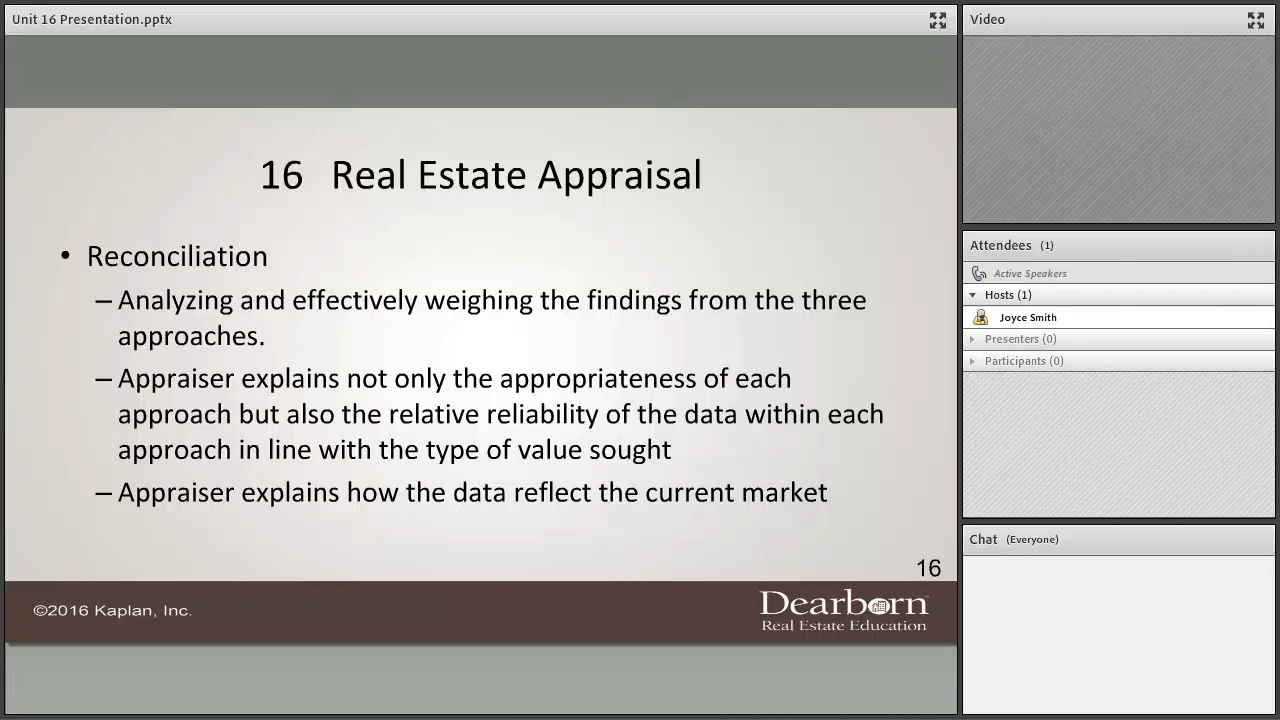 Unit 16 Presentation.pptx
16 Real Estate Appraisal
• Reconciliation
– Analyzing and effectively weighing the findings from the three
approaches.
– Appraiser explains not only the appropriateness of each
approach but also the relative reliability of the data within each
approach in line with the type of value sought
– Appraiser explains how the data reflect the current market
16
©2016 Kaplan, Inc.
Dearborn™
Real Estate Education
Video
Attendees (1)
Active Speakers
Hosts (1)
Joyce Smith
Presenters (0)
Participants (0)
Chat (Everyone)